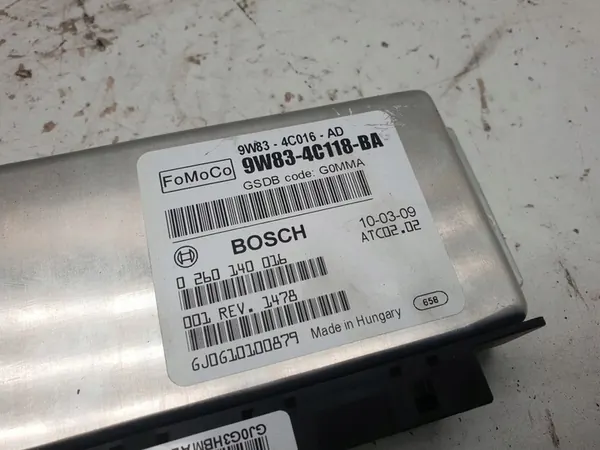 9W83 - 4C016 - AD
FoMoCo
9W83-4C118-BA
GSDB code: G0MMA
BOSCH
10-03-09
ATC02.02
0 260 140 016
001 REV. 1478
658
GJ0G10100879
Made in Hungary